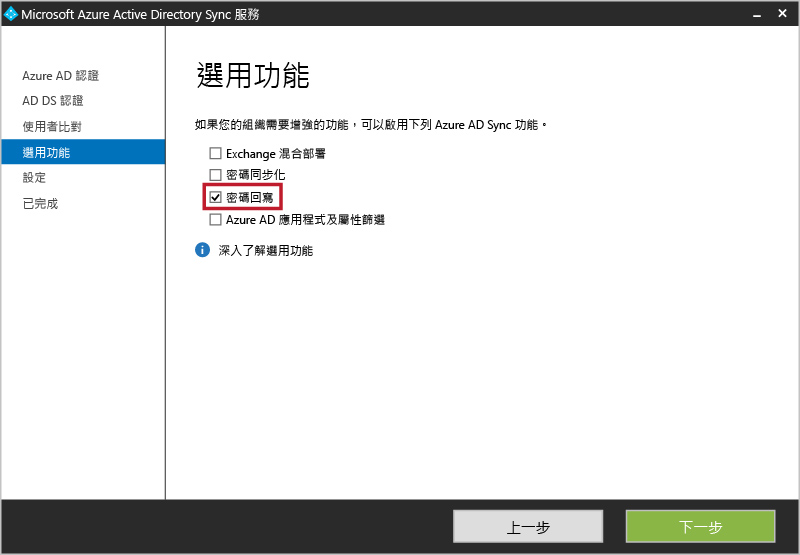 Microsoft Azure Active Directory Sync 服務
Azure AD 認證
AD DS 認證
使用者比對
選用功能
設定
已完成
選用功能
如果您的組織需要增強的功能，可以啟用下列 Azure AD Sync 功能。
Exchange 混合部署
密碼同步化
密碼回寫
Azure AD 應用程式及屬性篩選
深入了解選用功能
上一步
下一步